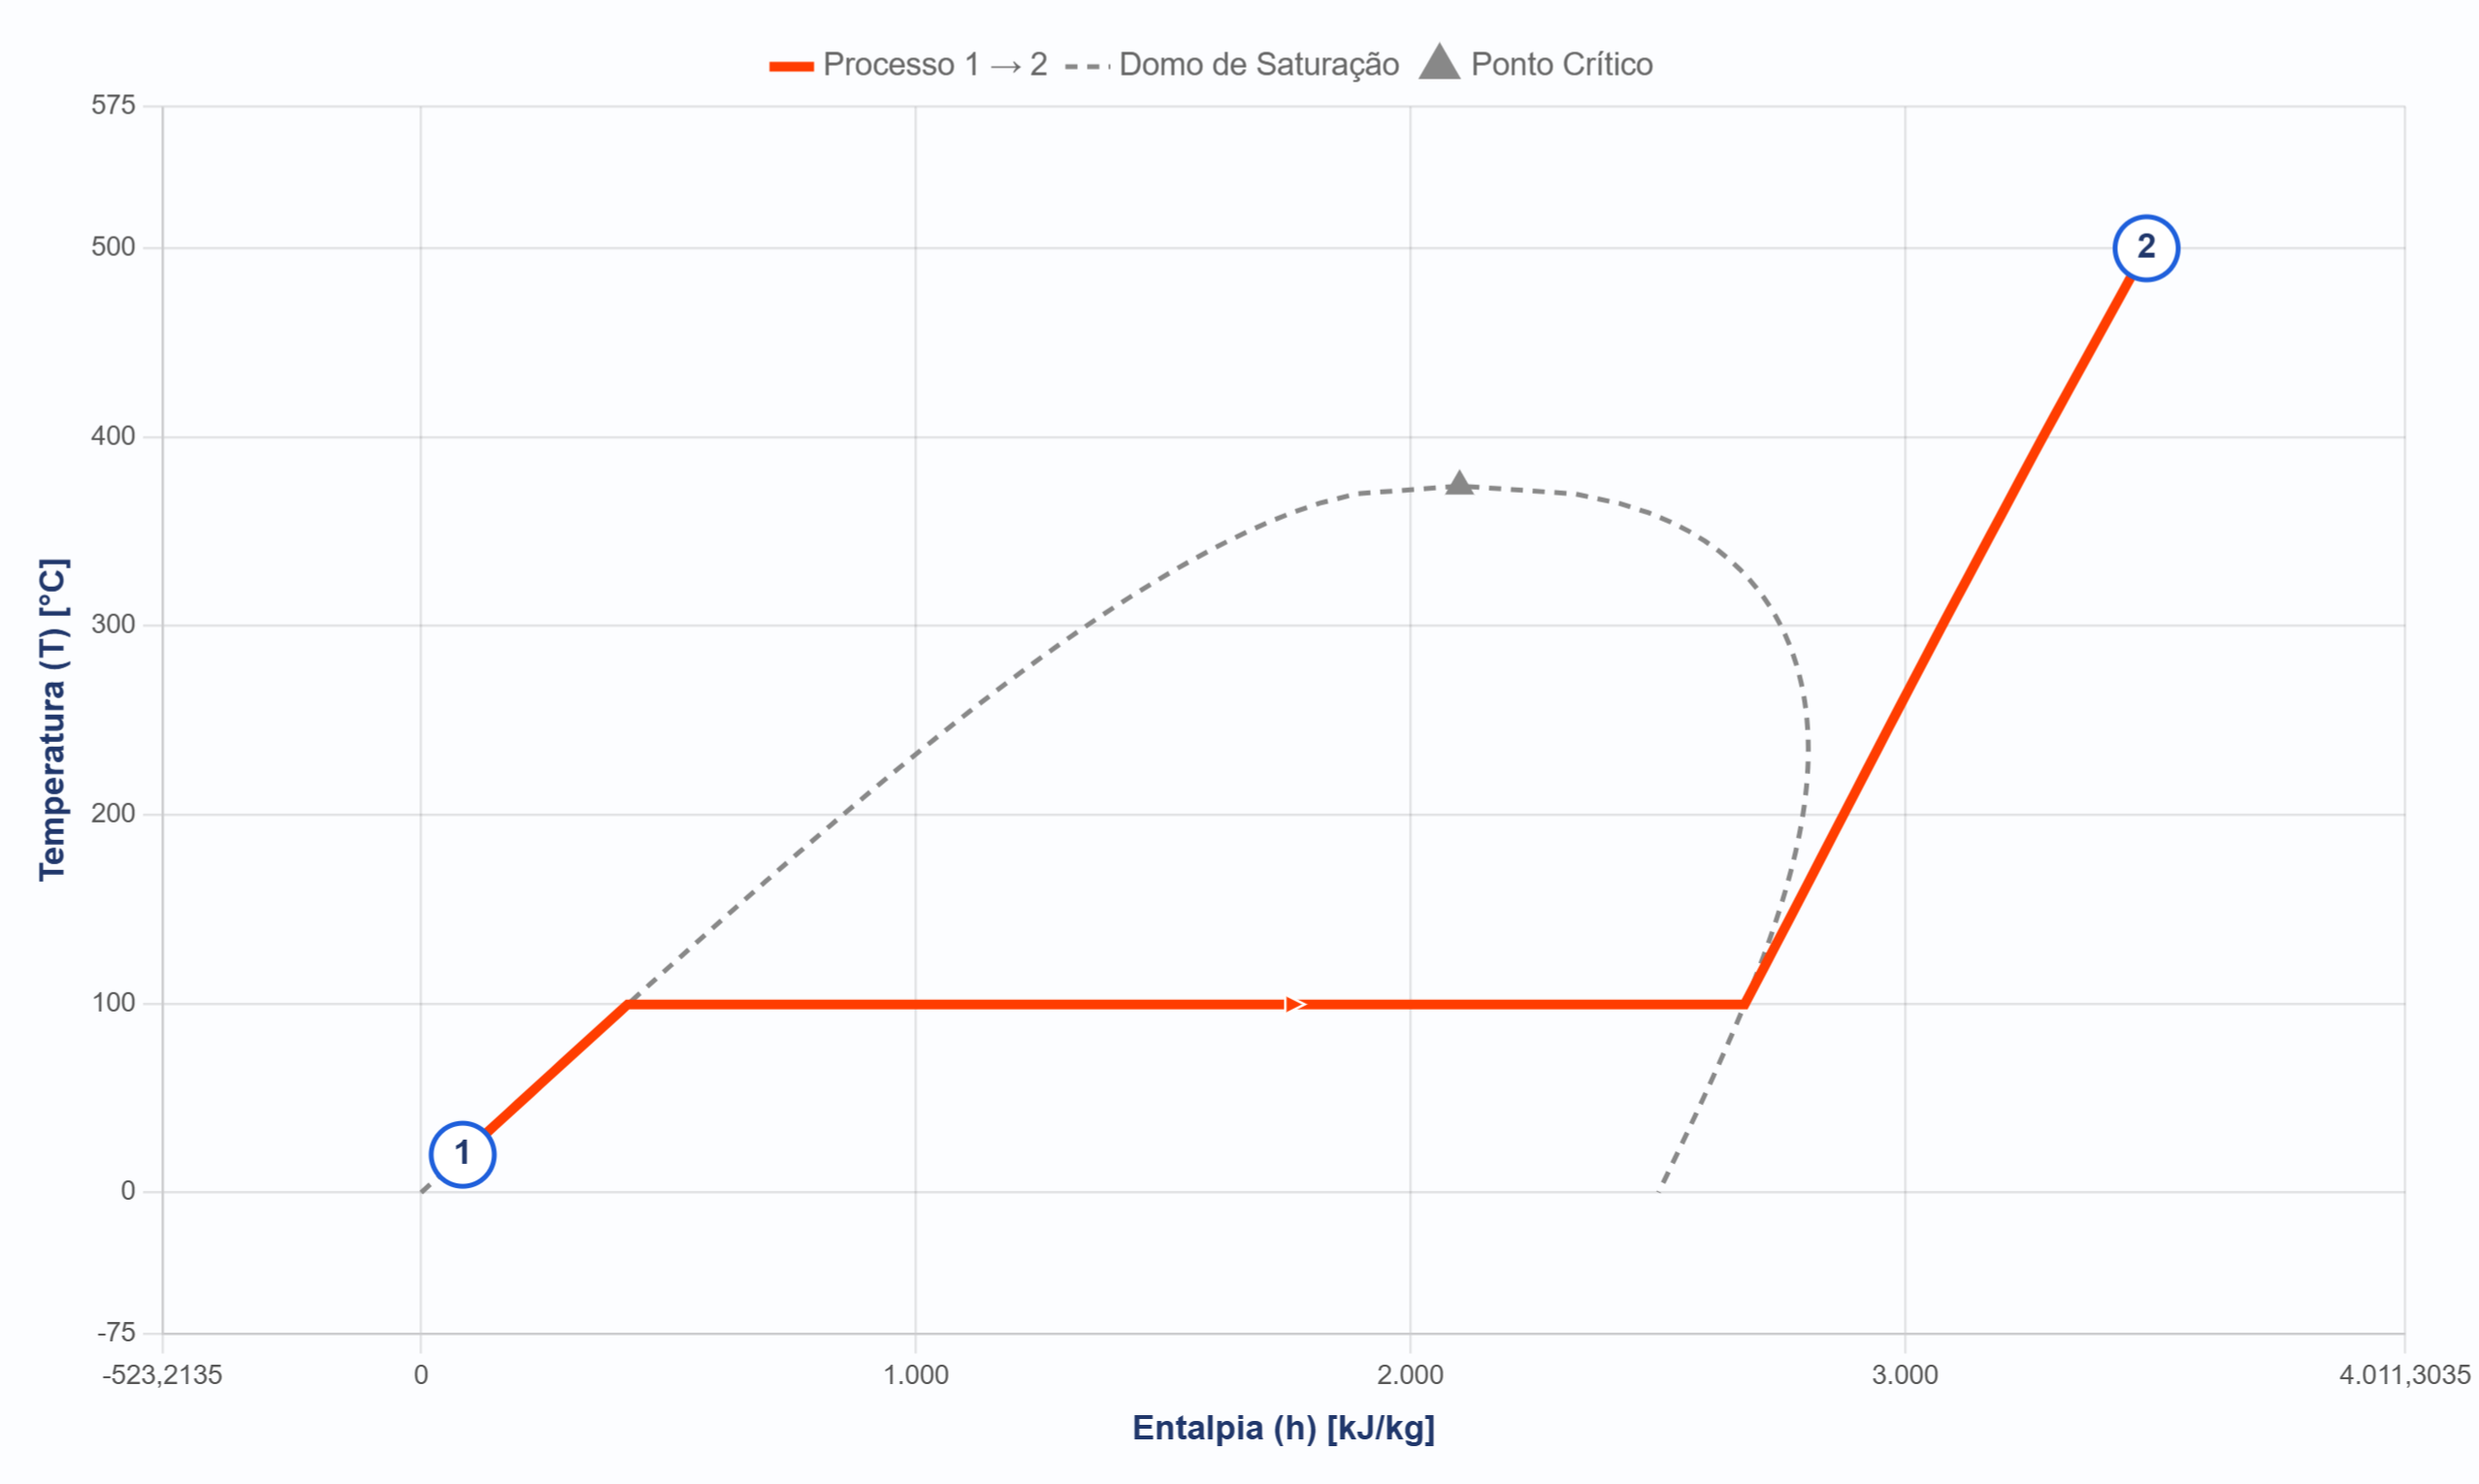 Processo 1 → 2 Domo de Saturação Ponto Crítico
575
500
400
300
200
100
0
-75
Temperatura (T) [°C]
2
1
-523,2135 0 1.000 2.000 3.000 4.011,3035
Entalpia (h) [kJ/kg]